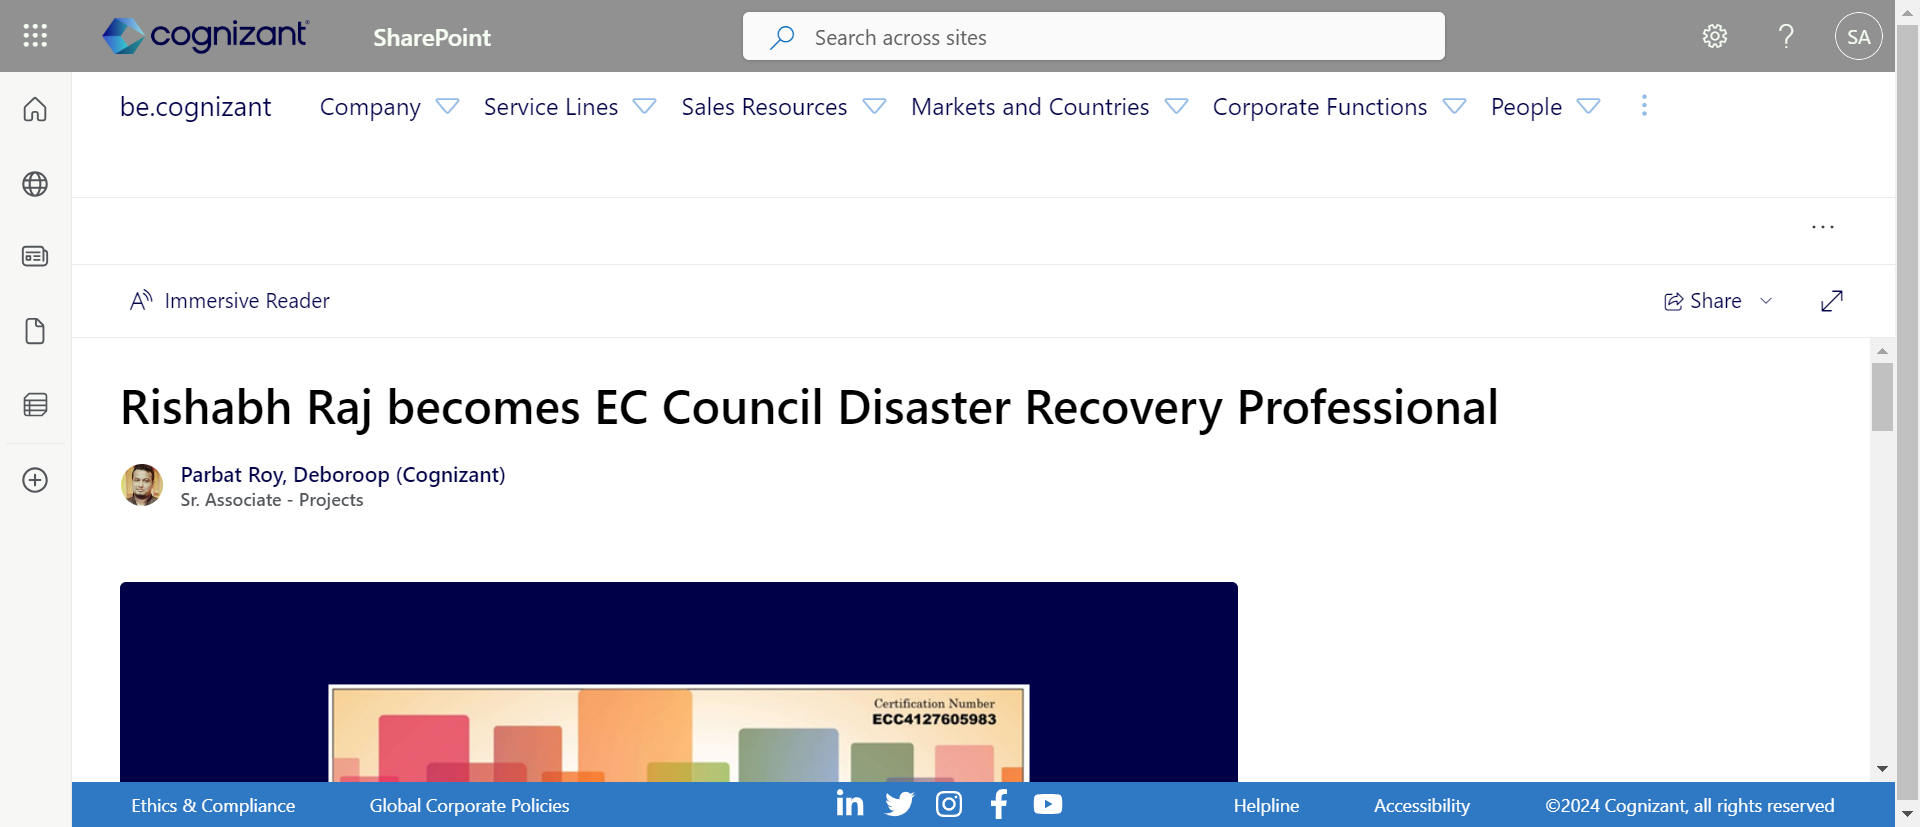 cognizant
SharePoint
Search across sites
SA
be.cognizant
Company
Service Lines
Sales Resources
Markets and Countries
Corporate Functions
People
Immersive Reader
Share
Rishabh Raj becomes EC Council Disaster Recovery Professional
Parbat Roy, Deboroop (Cognizant)
Sr. Associate - Projects
Certification Number
ECC4127605983
Ethics & Compliance
Global Corporate Policies
Helpline
Accessibility
©2024 Cognizant, all rights reserved